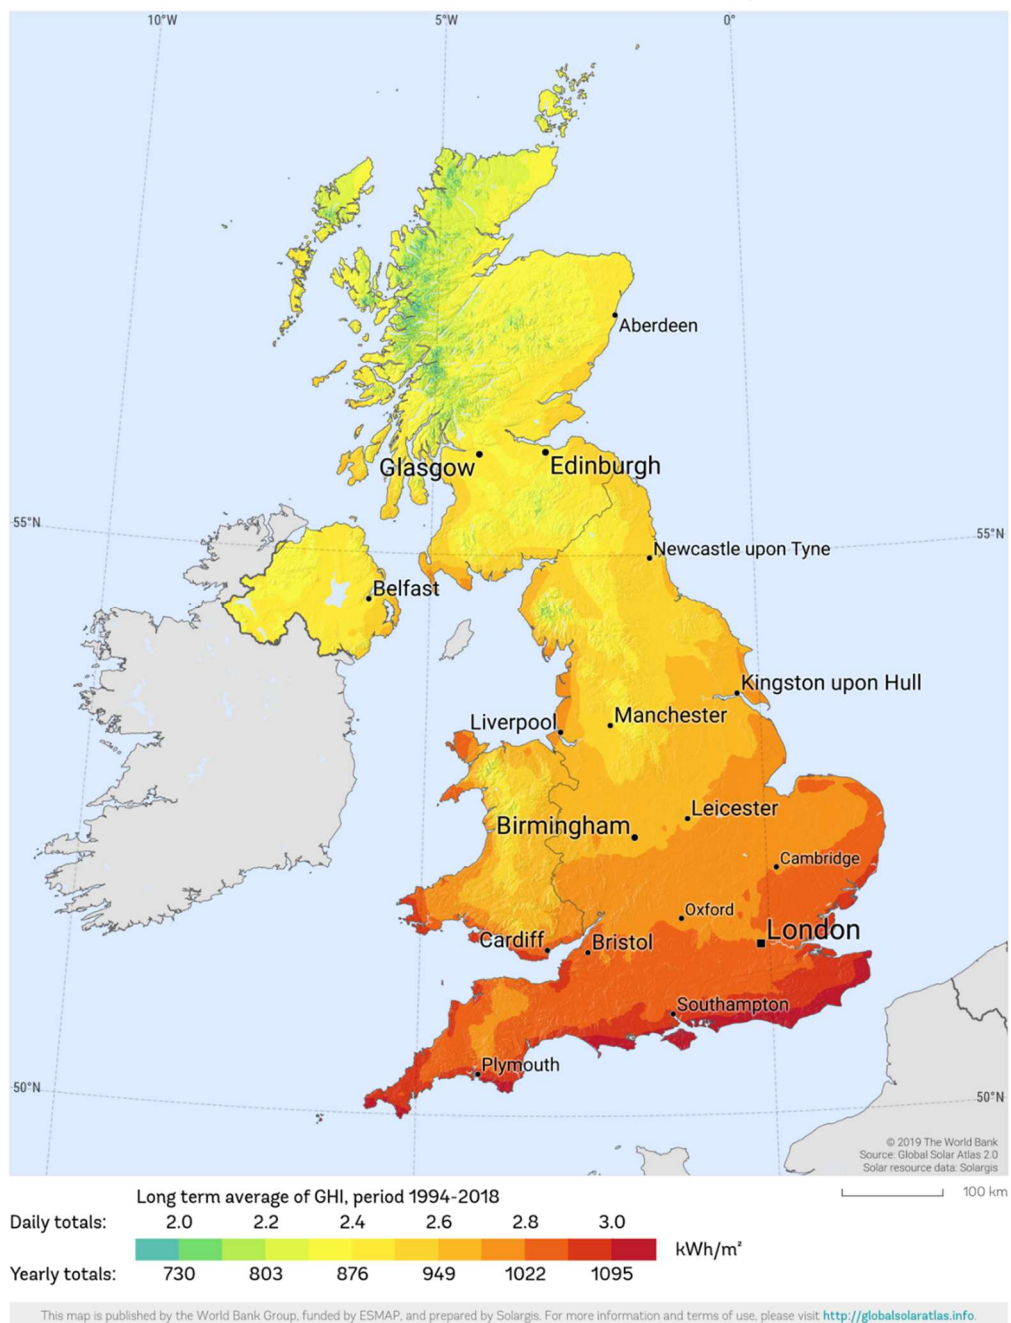 10°W 5°W 0°
Aberdeen
Glasgow
Edinburgh
55°N
55°N
Newcastle upon Tyne
Belfast
Kingston upon Hull
Manchester
Liverpool
Leicester
Birmingham
Cambridge
Oxford
London
Cardiff
Bristol
Southampton
Plymouth
50°N
50°N
© 2019 The World Bank
Source: Global Solar Atlas 2.0
Solar resource data: Solargis
100 km
Long term average of GHI, period 1994-2018
Daily totals: 2.0 2.2 2.4 2.6 2.8 3.0
kWh/m²
Yearly totals: 730 803 876 949 1022 1095
This map is published by the World Bank Group, funded by ESMAP, and prepared by Solargis. For more information and terms of use, please visit http://globalsolaratlas.info.